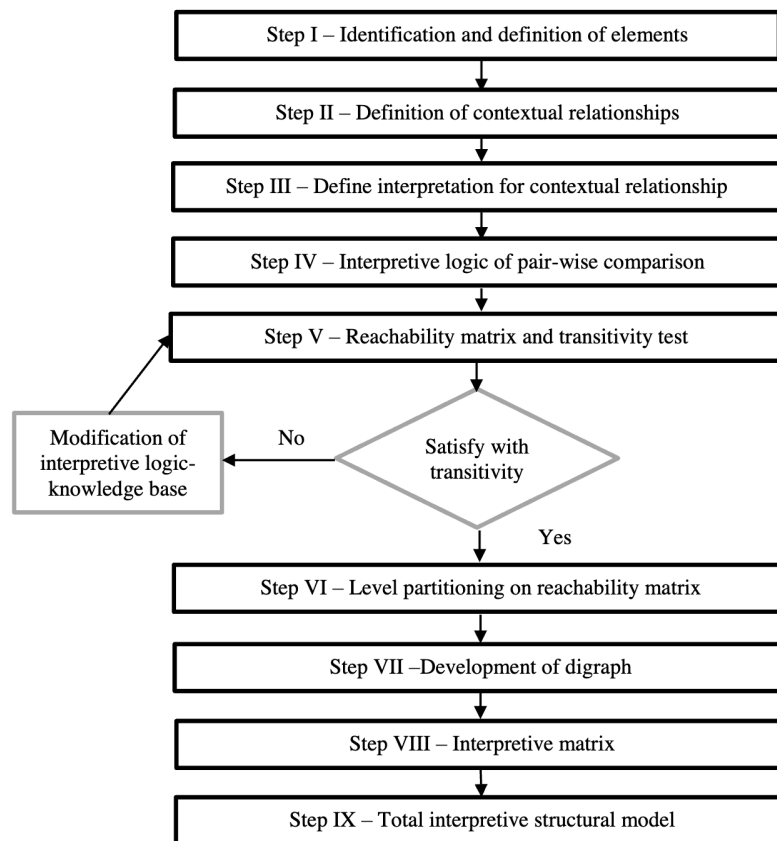 Step I – Identification and definition of elements
Step II – Definition of contextual relationships
Step III – Define interpretation for contextual relationship
Step IV – Interpretive logic of pair-wise comparison
Step V – Reachability matrix and transitivity test
Modification of
interpretive logic-
knowledge base
No
Satisfy with
transitivity
Yes
Step VI – Level partitioning on reachability matrix
Step VII –Development of digraph
Step VIII – Interpretive matrix
Step IX – Total interpretive structural model